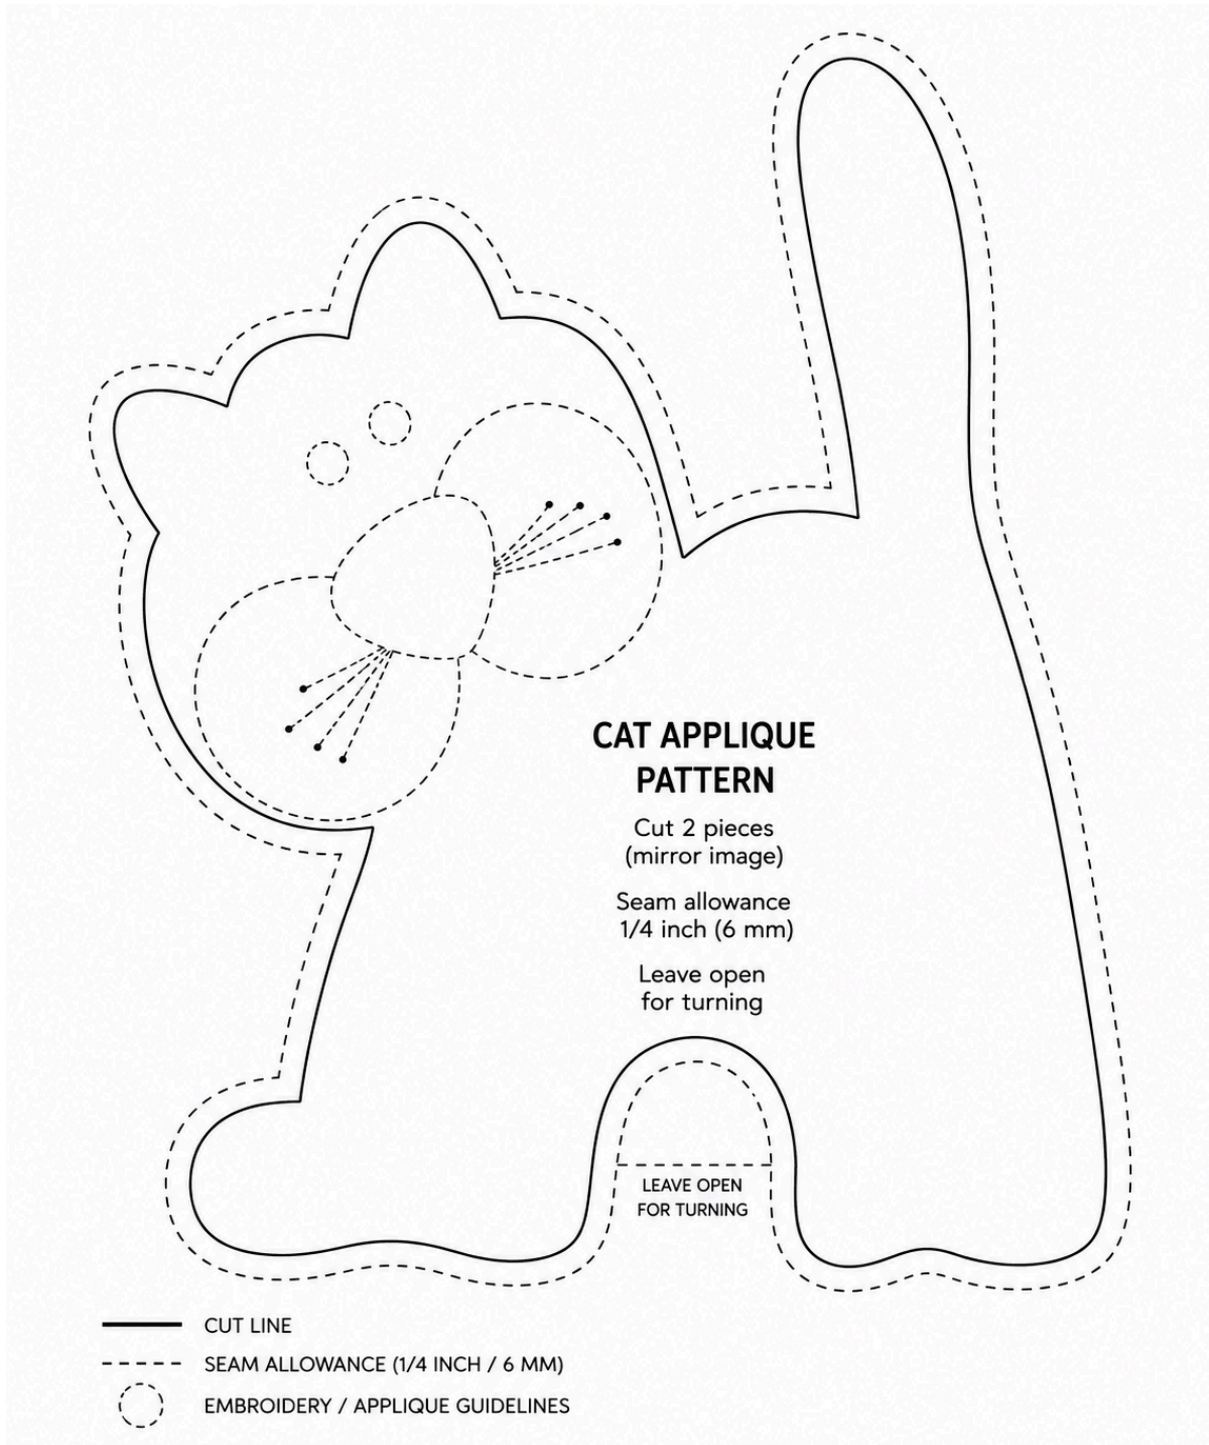 CAT APPLIQUE
PATTERN
Cut 2 pieces
(mirror image)
Seam allowance
1/4 inch (6 mm)
Leave open
for turning
LEAVE OPEN
FOR TURNING
CUT LINE
SEAM ALLOWANCE (1/4 INCH / 6 MM)
EMBROIDERY / APPLIQUE GUIDELINES